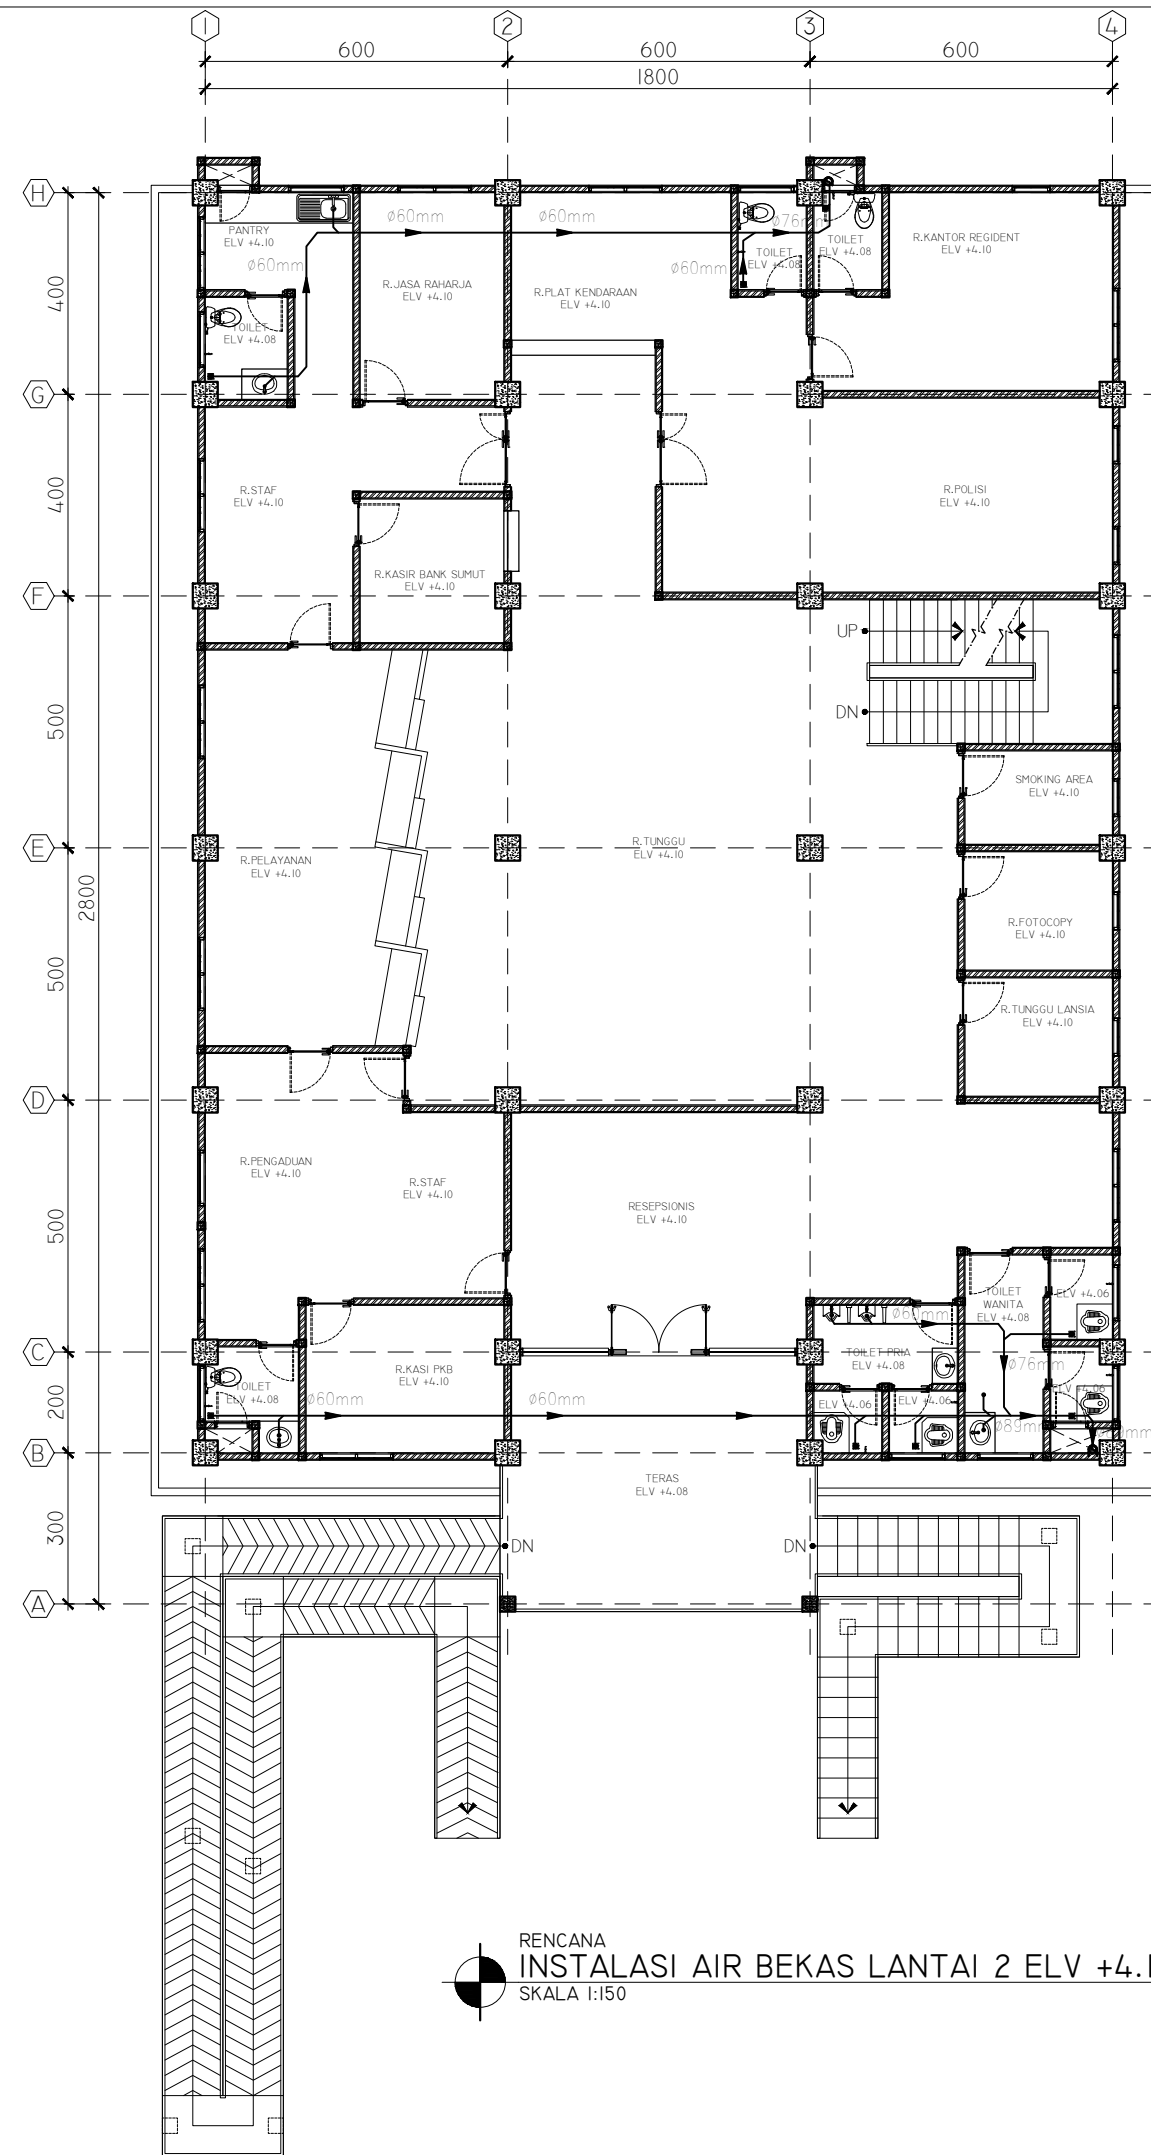 1
2
3
4
600
600
600
1800
H
G
F
E
D
C
B
A
400
400
500
500
500
200
300
2800
PANTRY
ELV +4.10
Ø60mm
Ø60mm
Ø60mm
Ø76mm
Ø60mm
TOILET
ELV +4.08
TOILET
ELV +4.08
TOILET
ELV +4.08
R.KANTOR REGIDENT
ELV +4.10
R.JASA RAHARJA
ELV +4.10
R.PLAT KENDARAAN
ELV +4.10
R.STAF
ELV +4.10
R.POLISI
ELV +4.10
R.KASIR BANK SUMUT
ELV +4.10
UP
DN
SMOKING AREA
ELV +4.10
R.PELAYANAN
ELV +4.10
R.TUNGGU
ELV +4.10
R.FOTOCOPY
ELV +4.10
R.TUNGGU LANSIA
ELV +4.10
R.PENGADUAN
ELV +4.10
R.STAF
ELV +4.10
RESEPSIONIS
ELV +4.10
TOILET
WANITA
ELV +4.08
ELV +4.06
Ø60mm
TOILET PRIA
ELV +4.08
Ø76mm
R.KASI PKB
ELV +4.10
TOILET
ELV +4.08
Ø60mm
Ø60mm
ELV +4.06
ELV +4.06
ELV +4.06
Ø89mm
TERAS
ELV +4.08
DN
DN
RENCANA
INSTALASI AIR BEKAS LANTAI 2 ELV +4.1
SKALA 1:150